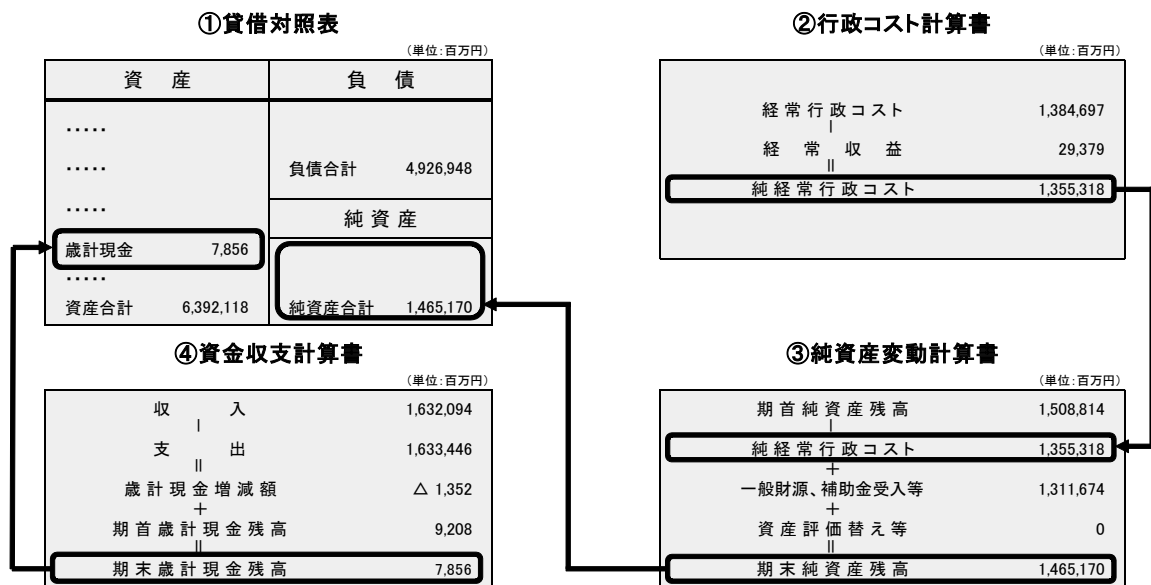 ①貸借対照表
(単位:百万円)
資 産 負 債
・・・・・
・・・・・ 負債合計 4,926,948
・・・・・ 純 資 産
歳計現金 7,856
・・・・・
資産合計 6,392,118 純資産合計 1,465,170
②行政コスト計算書
(単位:百万円)
経 常 行 政 コ ス ト 1,384,697
-
経 常 収 益 29,379
=
純 経 常 行 政 コ ス ト 1,355,318
④資金収支計算書
(単位:百万円)
収 入 1,632,094
-
支 出 1,633,446
=
歳 計 現 金 増 減 額 △ 1,352
+
期 首 歳 計 現 金 残 高 9,208
=
期 末 歳 計 現 金 残 高 7,856
③純資産変動計算書
(単位:百万円)
期 首 純 資 産 残 高 1,508,814
-
純 経 常 行 政 コ ス ト 1,355,318
+
一般財源、補助金受入等 1,311,674
+
資 産 評 価 替 え 等 0
=
期 末 純 資 産 残 高 1,465,170